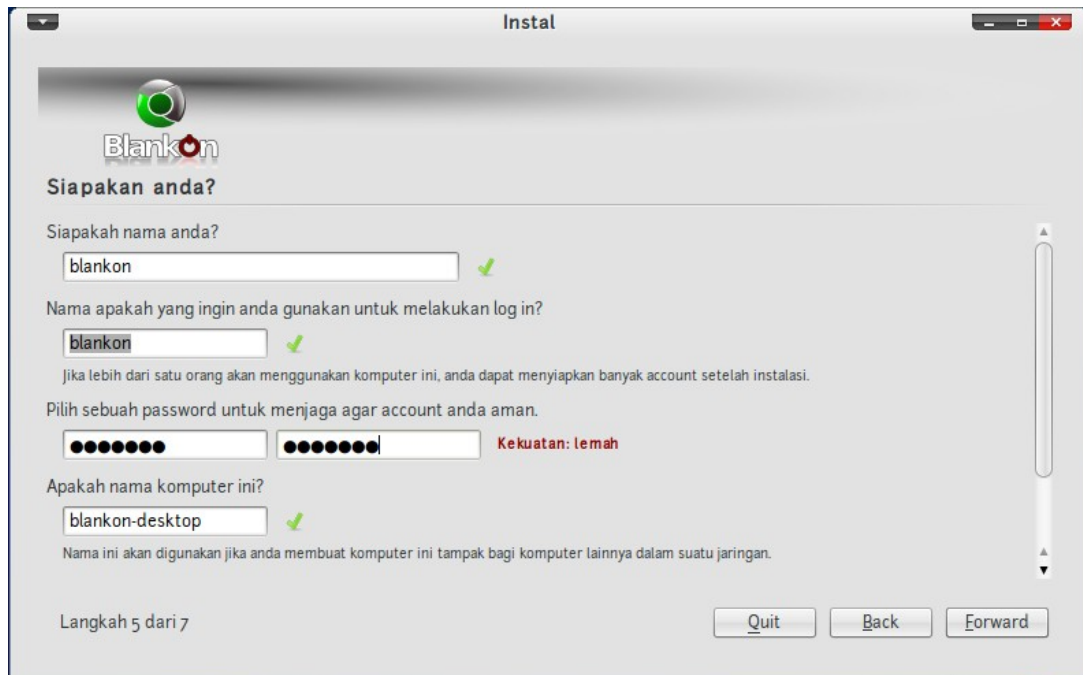 Instal
BlankOn
Siapakan anda?
Siapakah nama anda?
blankon
Nama apakah yang ingin anda gunakan untuk melakukan log in?
blankon
Jika lebih dari satu orang akan menggunakan komputer ini, anda dapat menyiapkan banyak account setelah instalasi.
Pilih sebuah password untuk menjaga agar account anda aman.
●●●●●●● ●●●●●●● Kekuatan: lemah
Apakah nama komputer ini?
blankon-desktop
Nama ini akan digunakan jika anda membuat komputer ini tampak bagi komputer lainnya dalam suatu jaringan.
Langkah 5 dari 7 Quit Back Forward